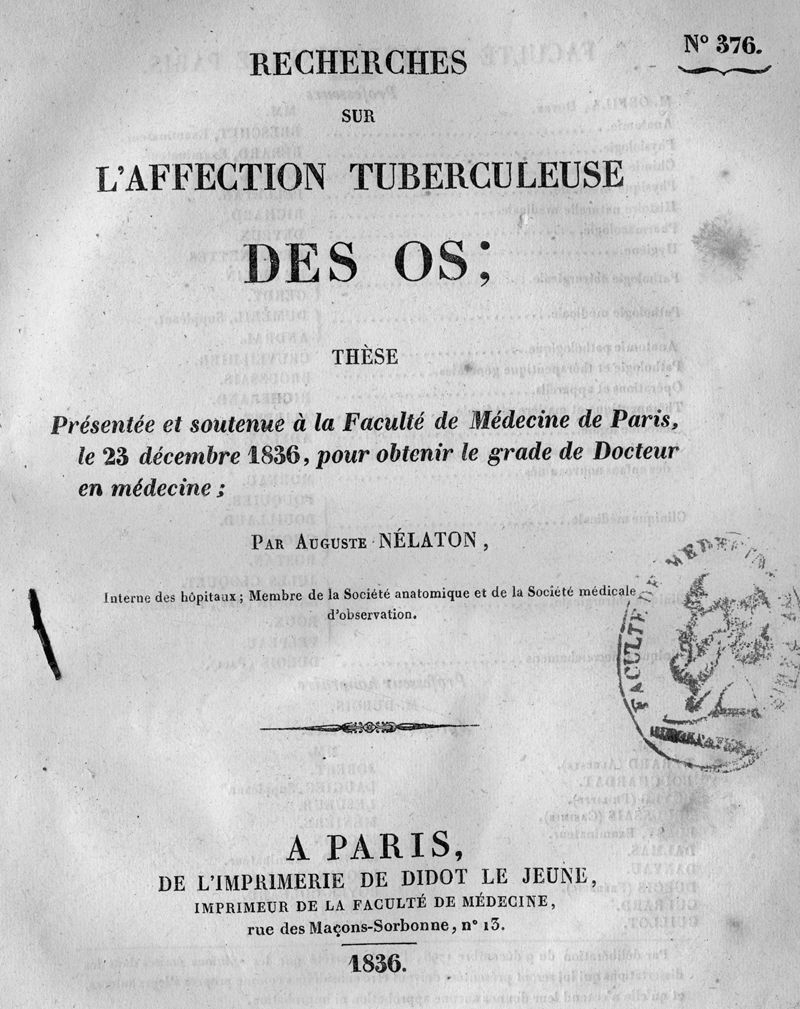 N° 376.
RECHERCHES
SUR
L'AFFECTION TUBERCULEUSE
DES OS;
THÈSE
Présentée et soutenue à la Faculté de Médecine de Paris,
le 23 décembre 1836, pour obtenir le grade de Docteur
en médecine;
PAR AUGUSTE NÉLATON,
Interne des hôpitaux; Membre de la Société anatomique et de la Société médicale
d'observation.
FACULTE DE MEDECINE
A PARIS,
DE L'IMPRIMERIE DE DIDOT LE JEUNE,
IMPRIMEUR DE LA FACULTÉ DE MÉDECINE,
rue des Maçons-Sorbonne, n° 13.
1836.